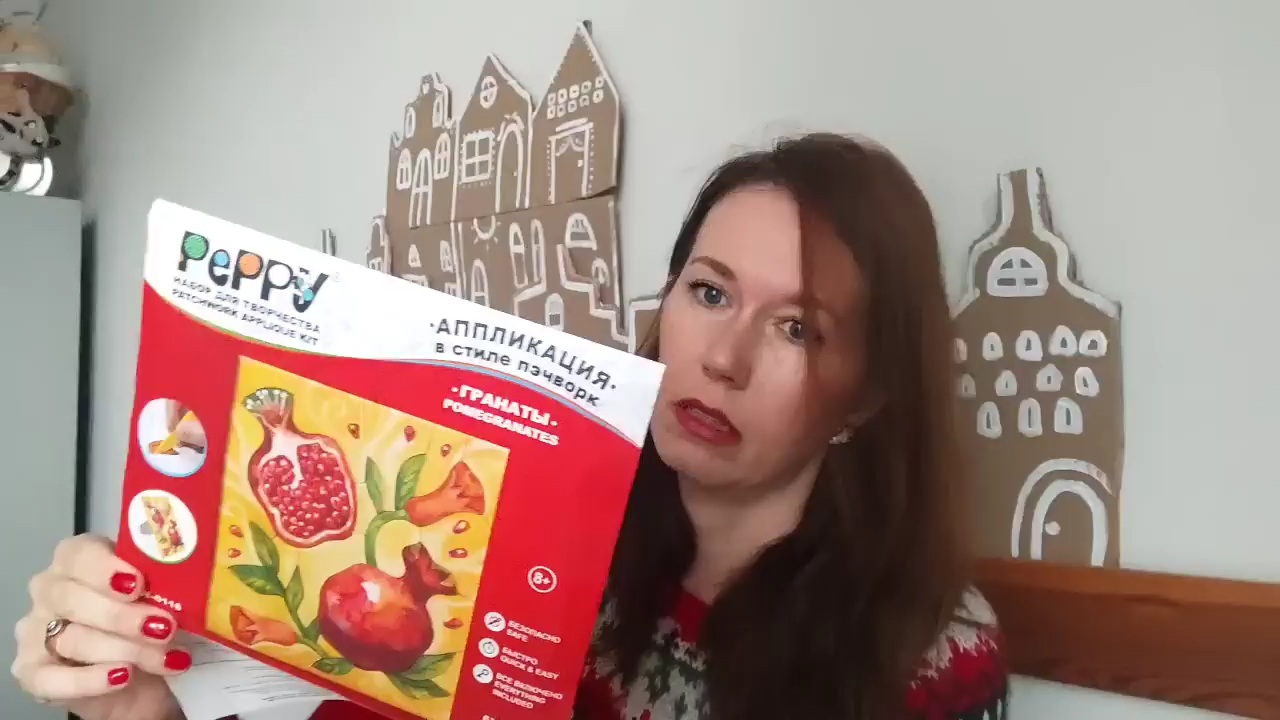 PePPy
НАБОР ДЛЯ ТВОРЧЕСТВА
PATCHWORK APPLIQUE KIT
·АППЛИКАЦИЯ·
в стиле пэчворк
·ГРАНАТЫ·
POMEGRANATES
8+
БЕЗОПАСНО
SAFE
БЫСТРО
QUICK & EASY
ВСЕ ВКЛЮЧЕНО
EVERYTHING
INCLUDED